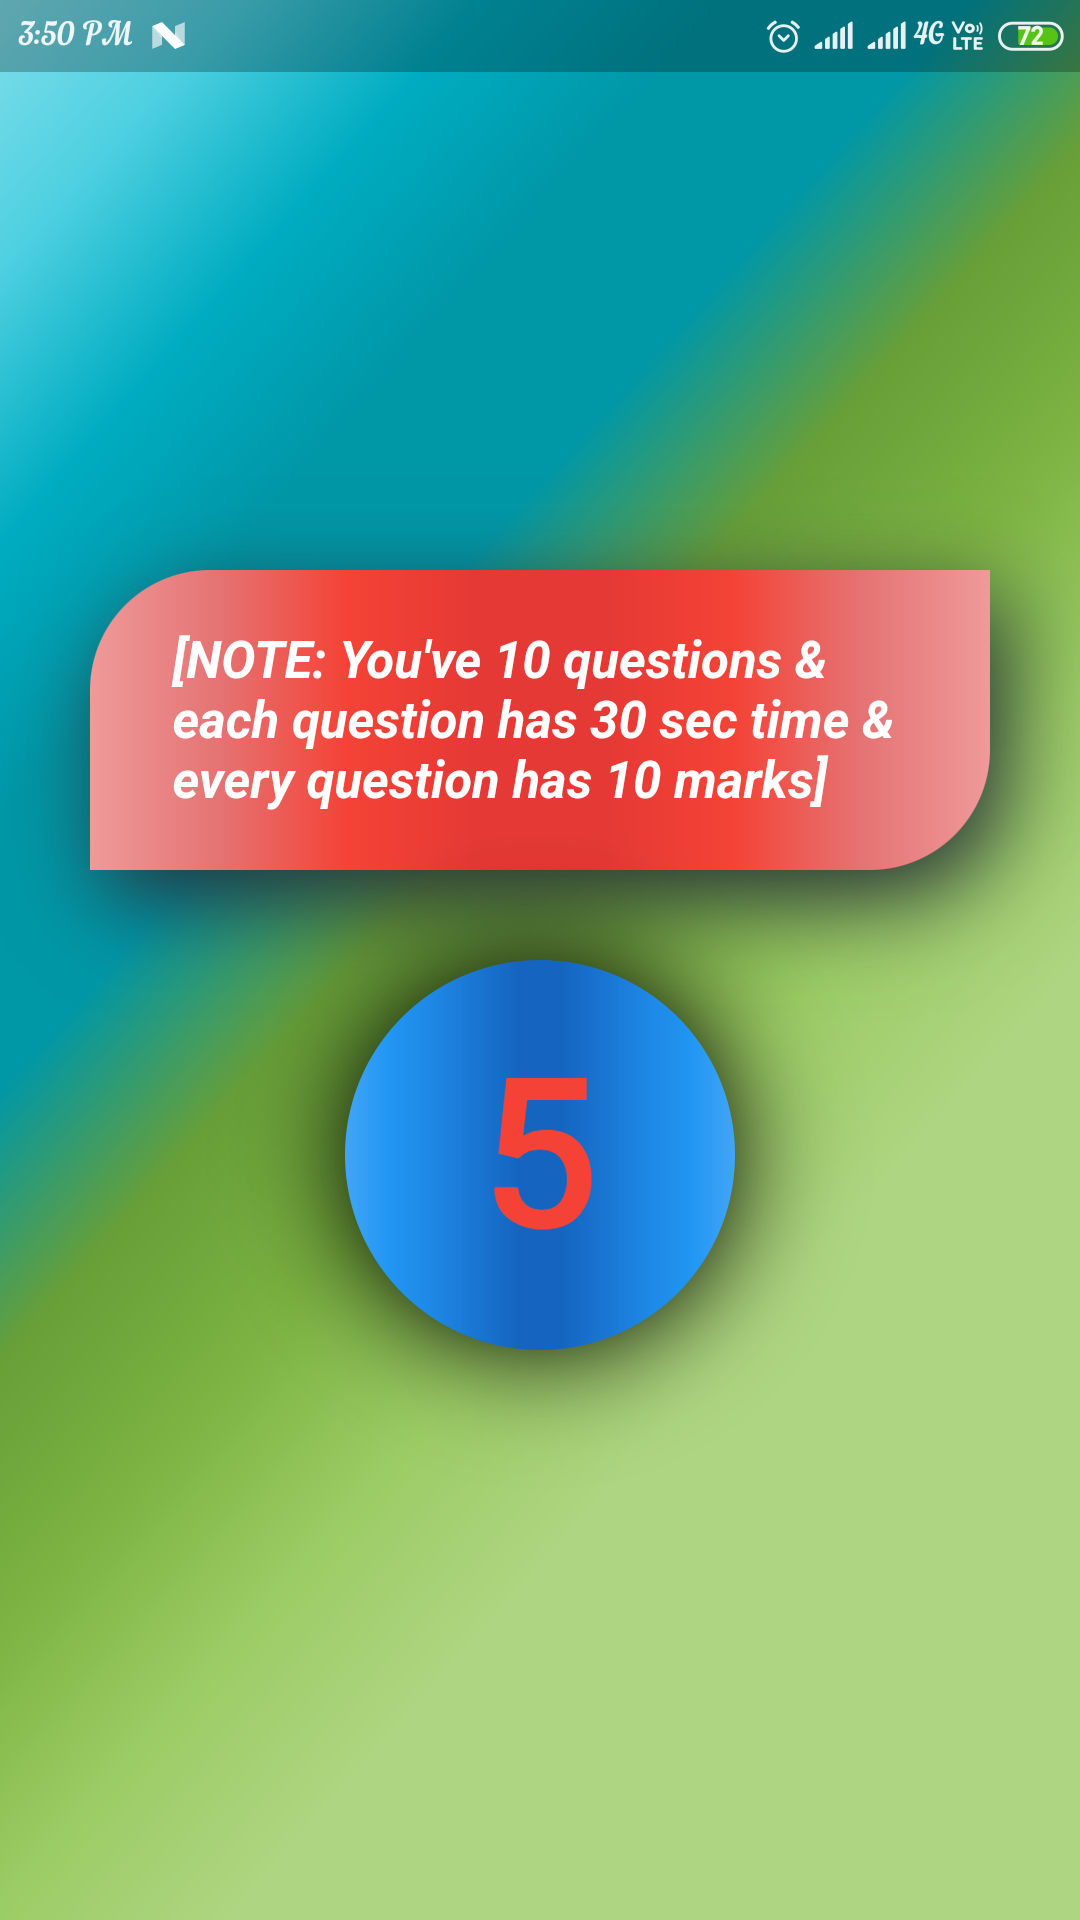 3:50 PM 4G VO LTE 72
[NOTE: You've 10 questions &
each question has 30 sec time &
every question has 10 marks]
5